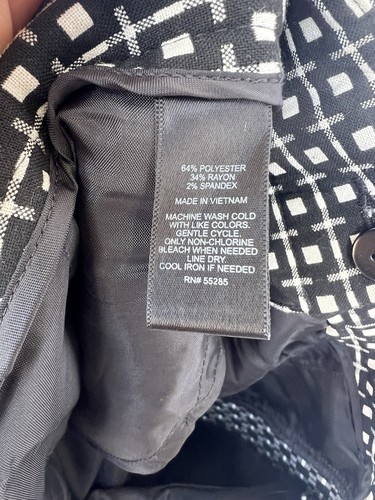 64% POLYESTER
34% RAYON
2% SPANDEX
MADE IN VIETNAM
MACHINE WASH COLD
WITH LIKE COLORS.
GENTLE CYCLE.
ONLY NON-CHLORINE
BLEACH WHEN NEEDED
LINE DRY
COOL IRON IF NEEDED
RN# 55285